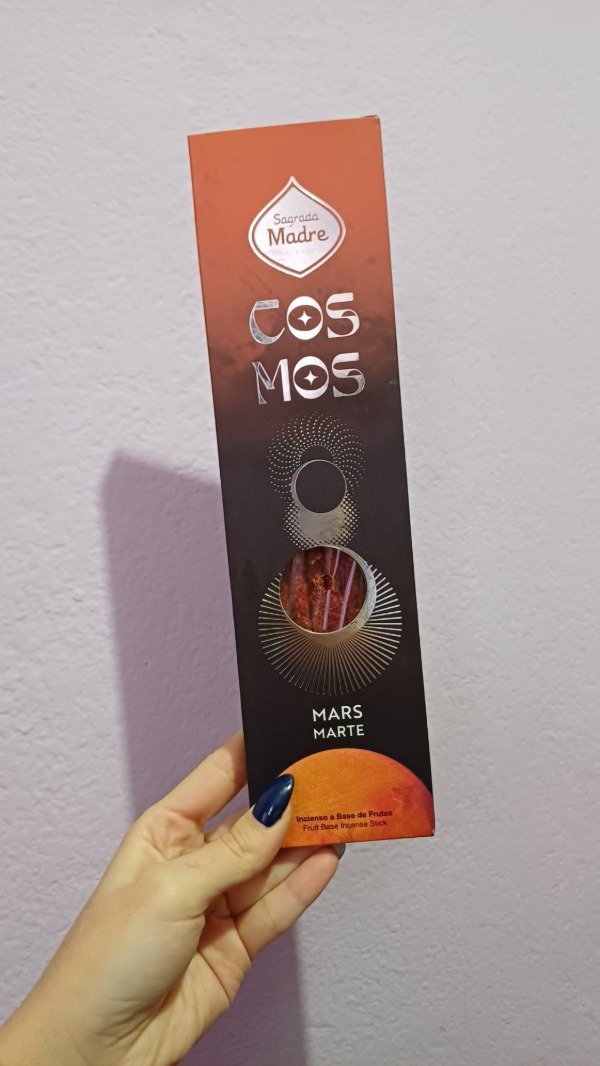 Sagrada
Madre
COS
MOS
MARS
MARTE
Incienso a Base de Frutas
Fruit Base Incense Stick